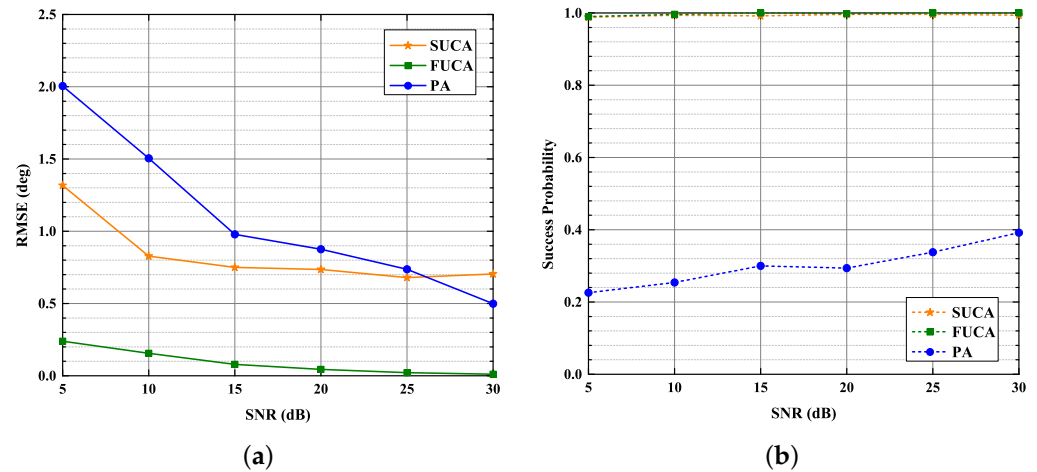 2.5
2.0
1.5
1.0
0.5
0.0
RMSE (deg)
5 10 15 20 25 30
SNR (dB)
SUCA
FUCA
PA
(a)
1.0
0.8
0.6
0.4
0.2
0.0
Success Probability
5 10 15 20 25 30
SNR (dB)
SUCA
FUCA
PA
(b)